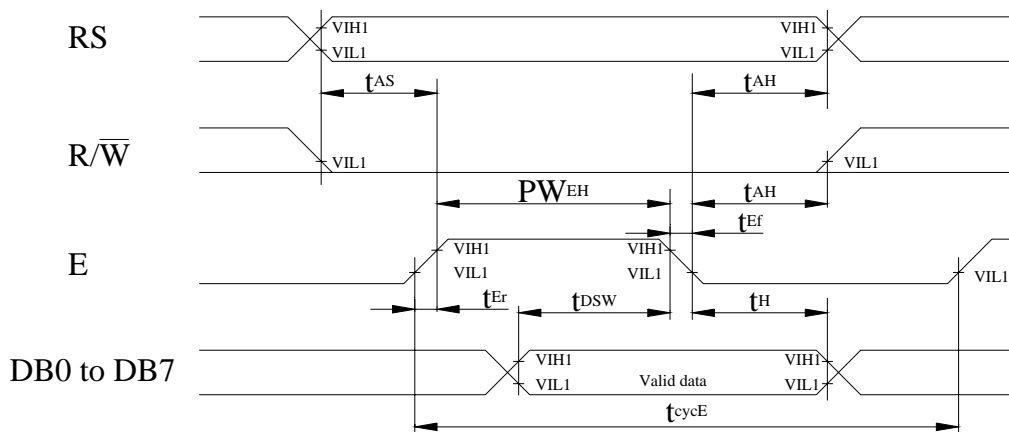 RS
VIH1
VIL1
VIH1
VIL1
tAS
tAH
R/W̅
VIL1
VIL1
PWEH
tAH
tEf
E
VIH1
VIL1
VIH1
VIL1
VIL1
tEr
tDSW
tH
DB0 to DB7
VIH1
VIL1
Valid data
VIH1
VIL1
tcycE